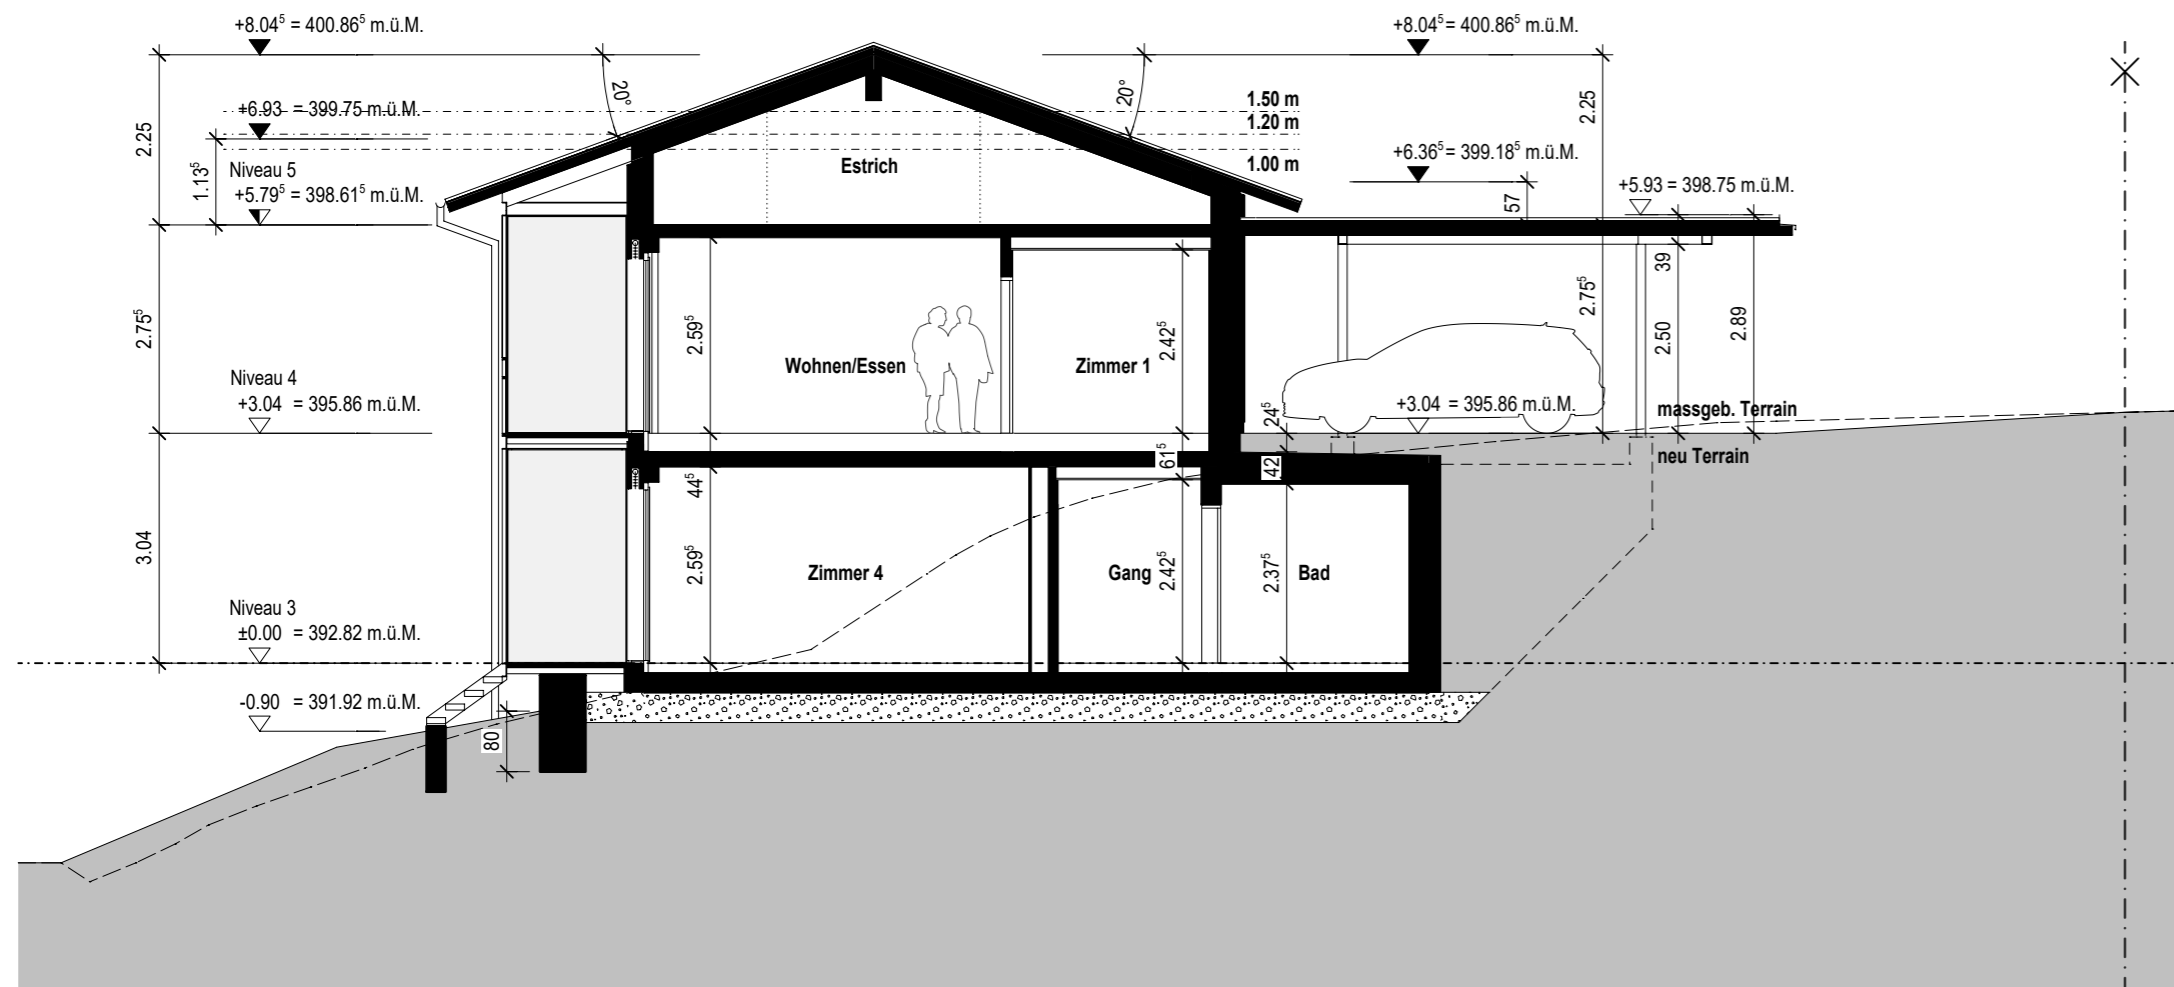 +8.04⁵ = 400.86⁵ m.ü.M.
+8.04⁵ = 400.86⁵ m.ü.M.
20°
20°
2.25
2.25
+6.93 = 399.75 m.ü.M.
1.50 m
1.20 m
1.00 m
1.13⁵
Niveau 5
+5.79⁵ = 398.61⁵ m.ü.M.
Estrich
+6.36⁵ = 399.18⁵ m.ü.M.
57
+5.93 = 398.75 m.ü.M.
2.75⁵
2.59⁵
Wohnen/Essen
2.42⁵
Zimmer 1
2.75⁵
39
2.50
2.89
Niveau 4
+3.04 = 395.86 m.ü.M.
24⁵
+3.04 = 395.86 m.ü.M.
massgeb. Terrain
neu Terrain
44⁵
61⁵
42
3.04
2.59⁵
Zimmer 4
Gang
2.42⁵
2.37⁵
Bad
Niveau 3
±0.00 = 392.82 m.ü.M.
-0.90 = 391.92 m.ü.M.
80